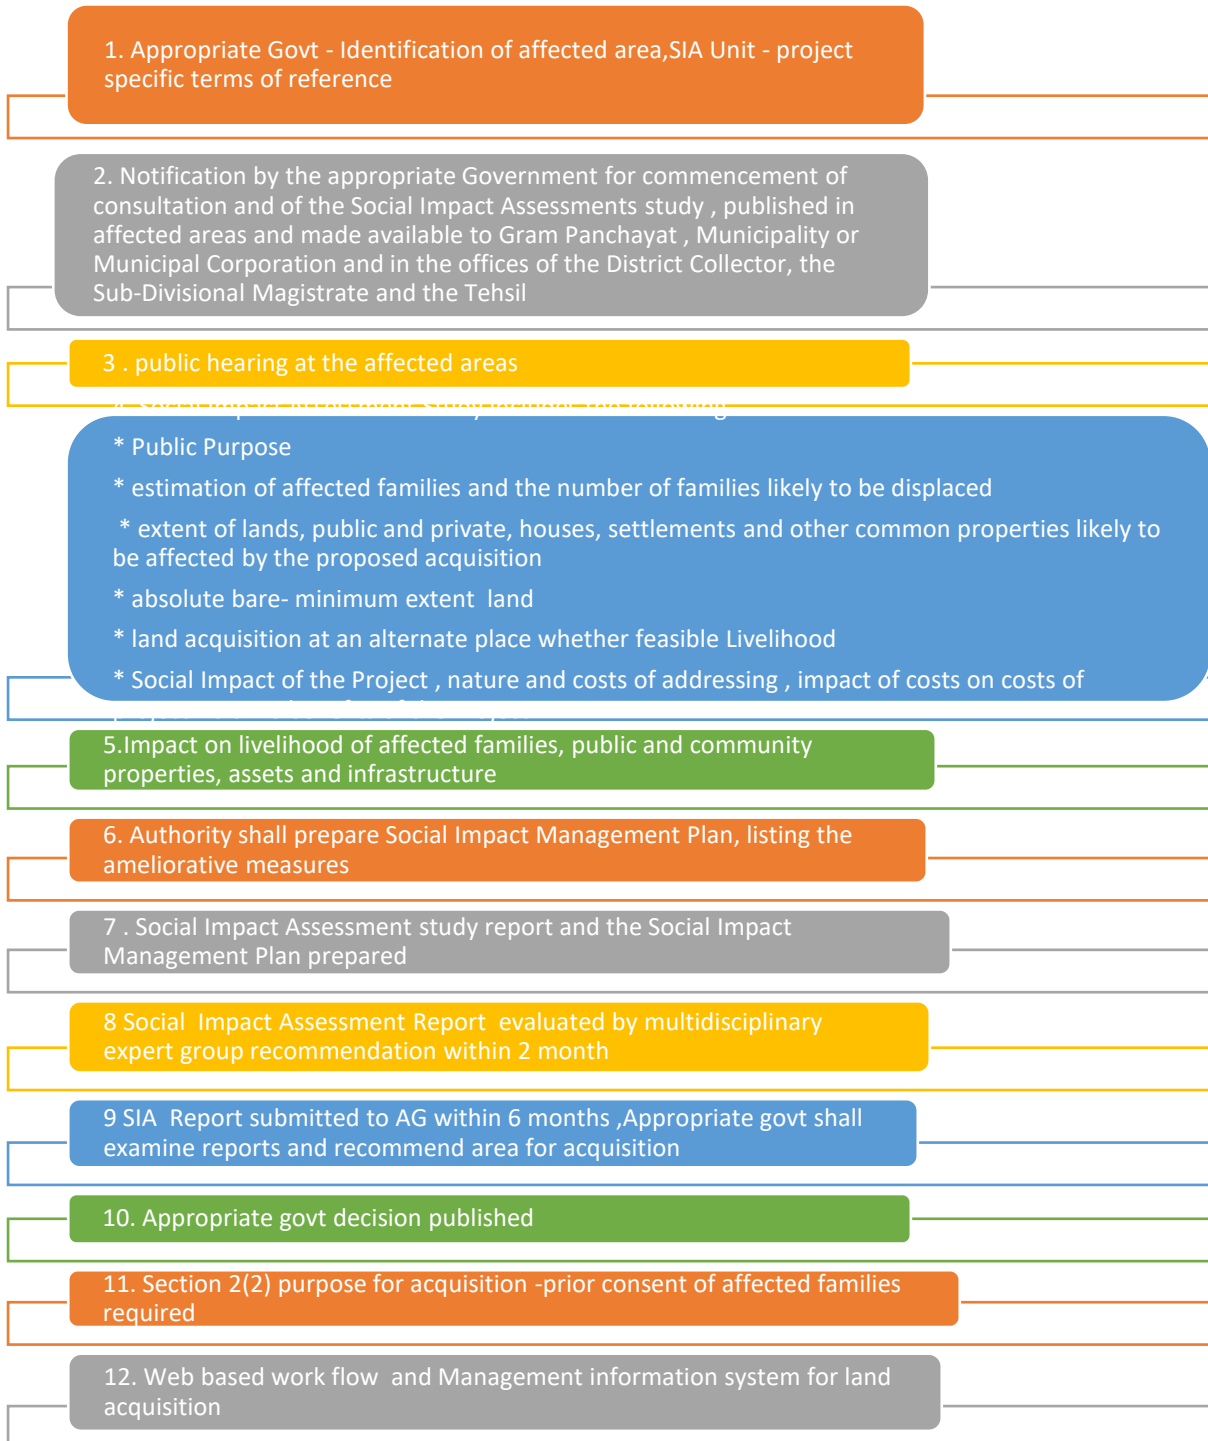 1. Appropriate Govt - Identification of affected area,SIA Unit - project
specific terms of reference
2. Notification by the appropriate Government for commencement of
consultation and of the Social Impact Assessments study , published in
affected areas and made available to Gram Panchayat , Municipality or
Municipal Corporation and in the offices of the District Collector, the
Sub-Divisional Magistrate and the Tehsil
3 . public hearing at the affected areas
* Public Purpose
* estimation of affected families and the number of families likely to be displaced
* extent of lands, public and private, houses, settlements and other common properties likely to
be affected by the proposed acquisition
* absolute bare- minimum extent  land
* land acquisition at an alternate place whether feasible Livelihood
* Social Impact of the Project , nature and costs of addressing , impact of costs on costs of
5.Impact on livelihood of affected families, public and community
properties, assets and infrastructure
6. Authority shall prepare Social Impact Management Plan, listing the
ameliorative measures
7 . Social Impact Assessment study report and the Social Impact
Management Plan prepared
8 Social  Impact Assessment Report  evaluated by multidisciplinary
expert group recommendation within 2 month
9 SIA  Report submitted to AG within 6 months ,Appropriate govt shall
examine reports and recommend area for acquisition
10. Appropriate govt decision published
11. Section 2(2) purpose for acquisition -prior consent of affected families
required
12. Web based work flow  and Management information system for land
acquisition